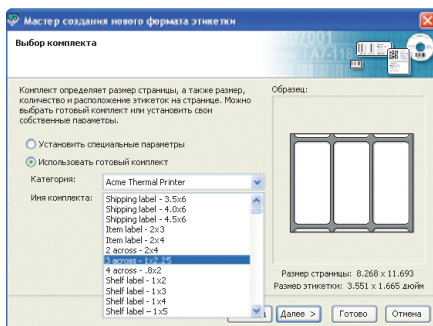 Мастер создания нового формата этикетки
Выбор комплекта
Комплект определяет размер страницы, а также размер,
количество и расположение этикеток на странице. Можно
выбрать готовый комплект или установить свои
собственные параметры.
Образец:
Установить специальные параметры
Использовать готовый комплект
Категория:
Acme Thermal Printer
Имя комплекта:
Shipping label - 3.5x6
Shipping label - 4.0x6
Shipping label - 4.5x6
Item label - 2x3
Item label - 2x4
2 across - 2x4
3 across - 1x2.25
4 across - .8x2
Shelf label - 1x2
Shelf label - 1x3
Shelf label - 1x4
Shelf label - 1x5
Размер страницы: 8.268 x 11.693
Размер этикетки: 3.551 x 1.665 дюйм
Далее >
Готово
Отмена